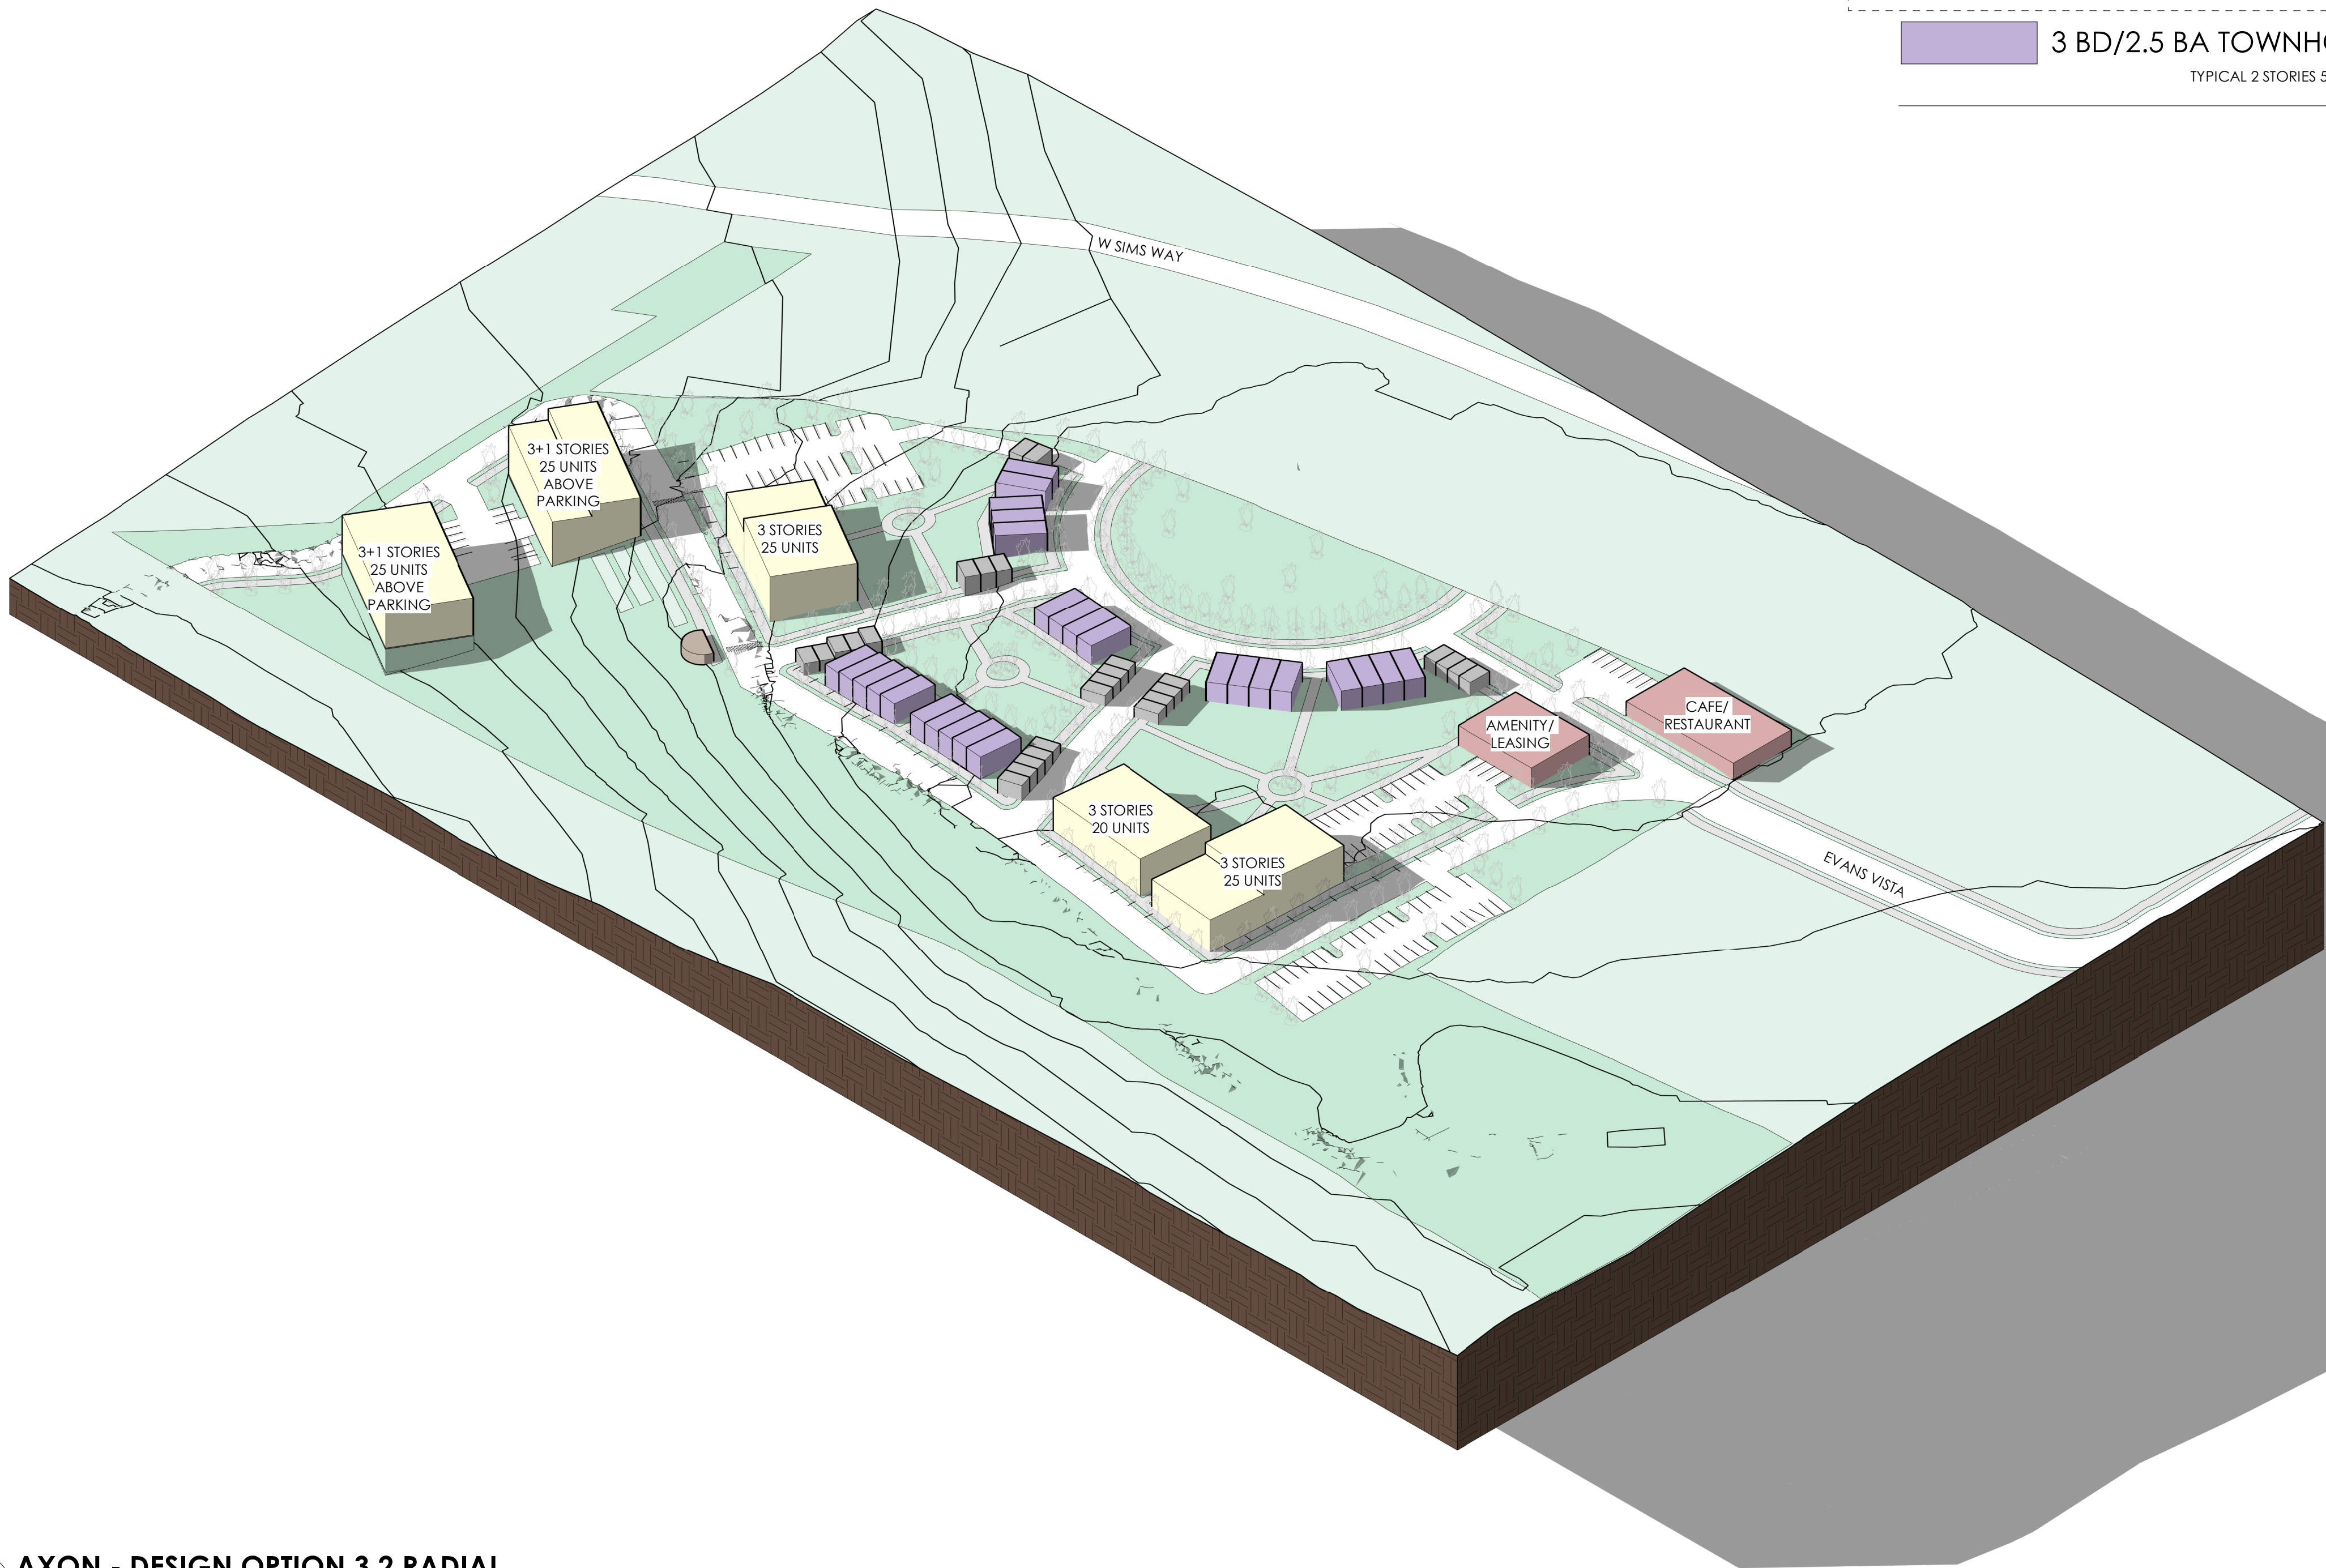 3 BD/2.5 BA
TYPICAL 2 STORIES
W SIMS WAY
3+1 STORIES
25 UNITS
ABOVE
PARKING
3+1 STORIES
25 UNITS
ABOVE
PARKING
3 STORIES
25 UNITS
CAFE/
RESTAURANT
AMENITY/
LEASING
3 STORIES
20 UNITS
3 STORIES
25 UNITS
EVANS VISTA
AXON - DESIGN OPTION 3.2 RADIAL